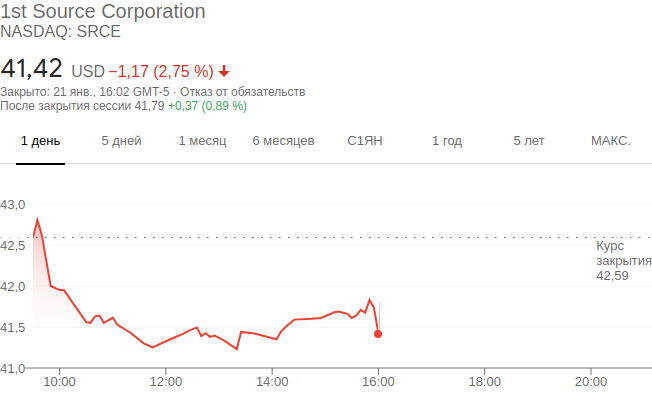 1st Source Corporation
NASDAQ: SRCE
41,42 USD −1,17 (2,75 %)
Закрыто: 21 янв., 16:02 GMT-5 · Отказ от обязательств
После закрытия сессии 41,79 +0,37 (0,89 %)
1 день 5 дней 1 месяц 6 месяцев С1ЯН 1 год 5 лет МАКС.
43,0
42,5
Курс
закрытия
42,59
42,0
41,5
41,0
10:00 12:00 14:00 16:00 18:00 20:00